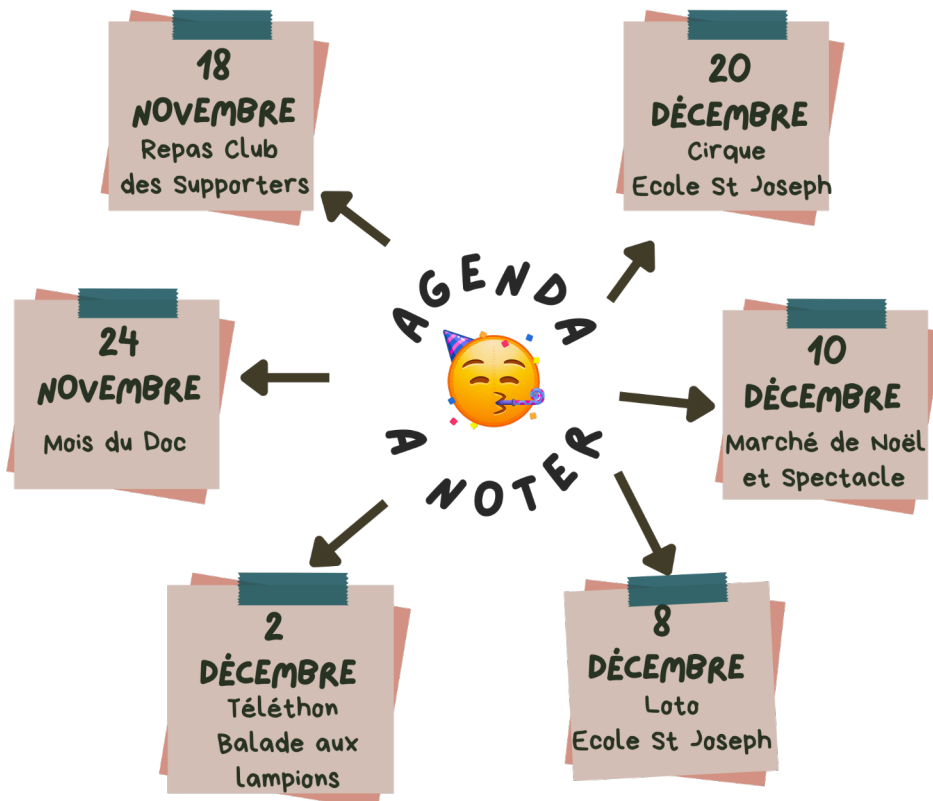 AGENDA
A NOTER
18
NOVEMBRE
Repas Club
des Supporters
24
NOVEMBRE
Mois du Doc
2
DÉCEMBRE
Téléthon
Balade aux
lampions
8
DÉCEMBRE
Loto
Ecole St Joseph
10
DÉCEMBRE
Marché de Noël
et Spectacle
20
DÉCEMBRE
Cirque
Ecole St Joseph